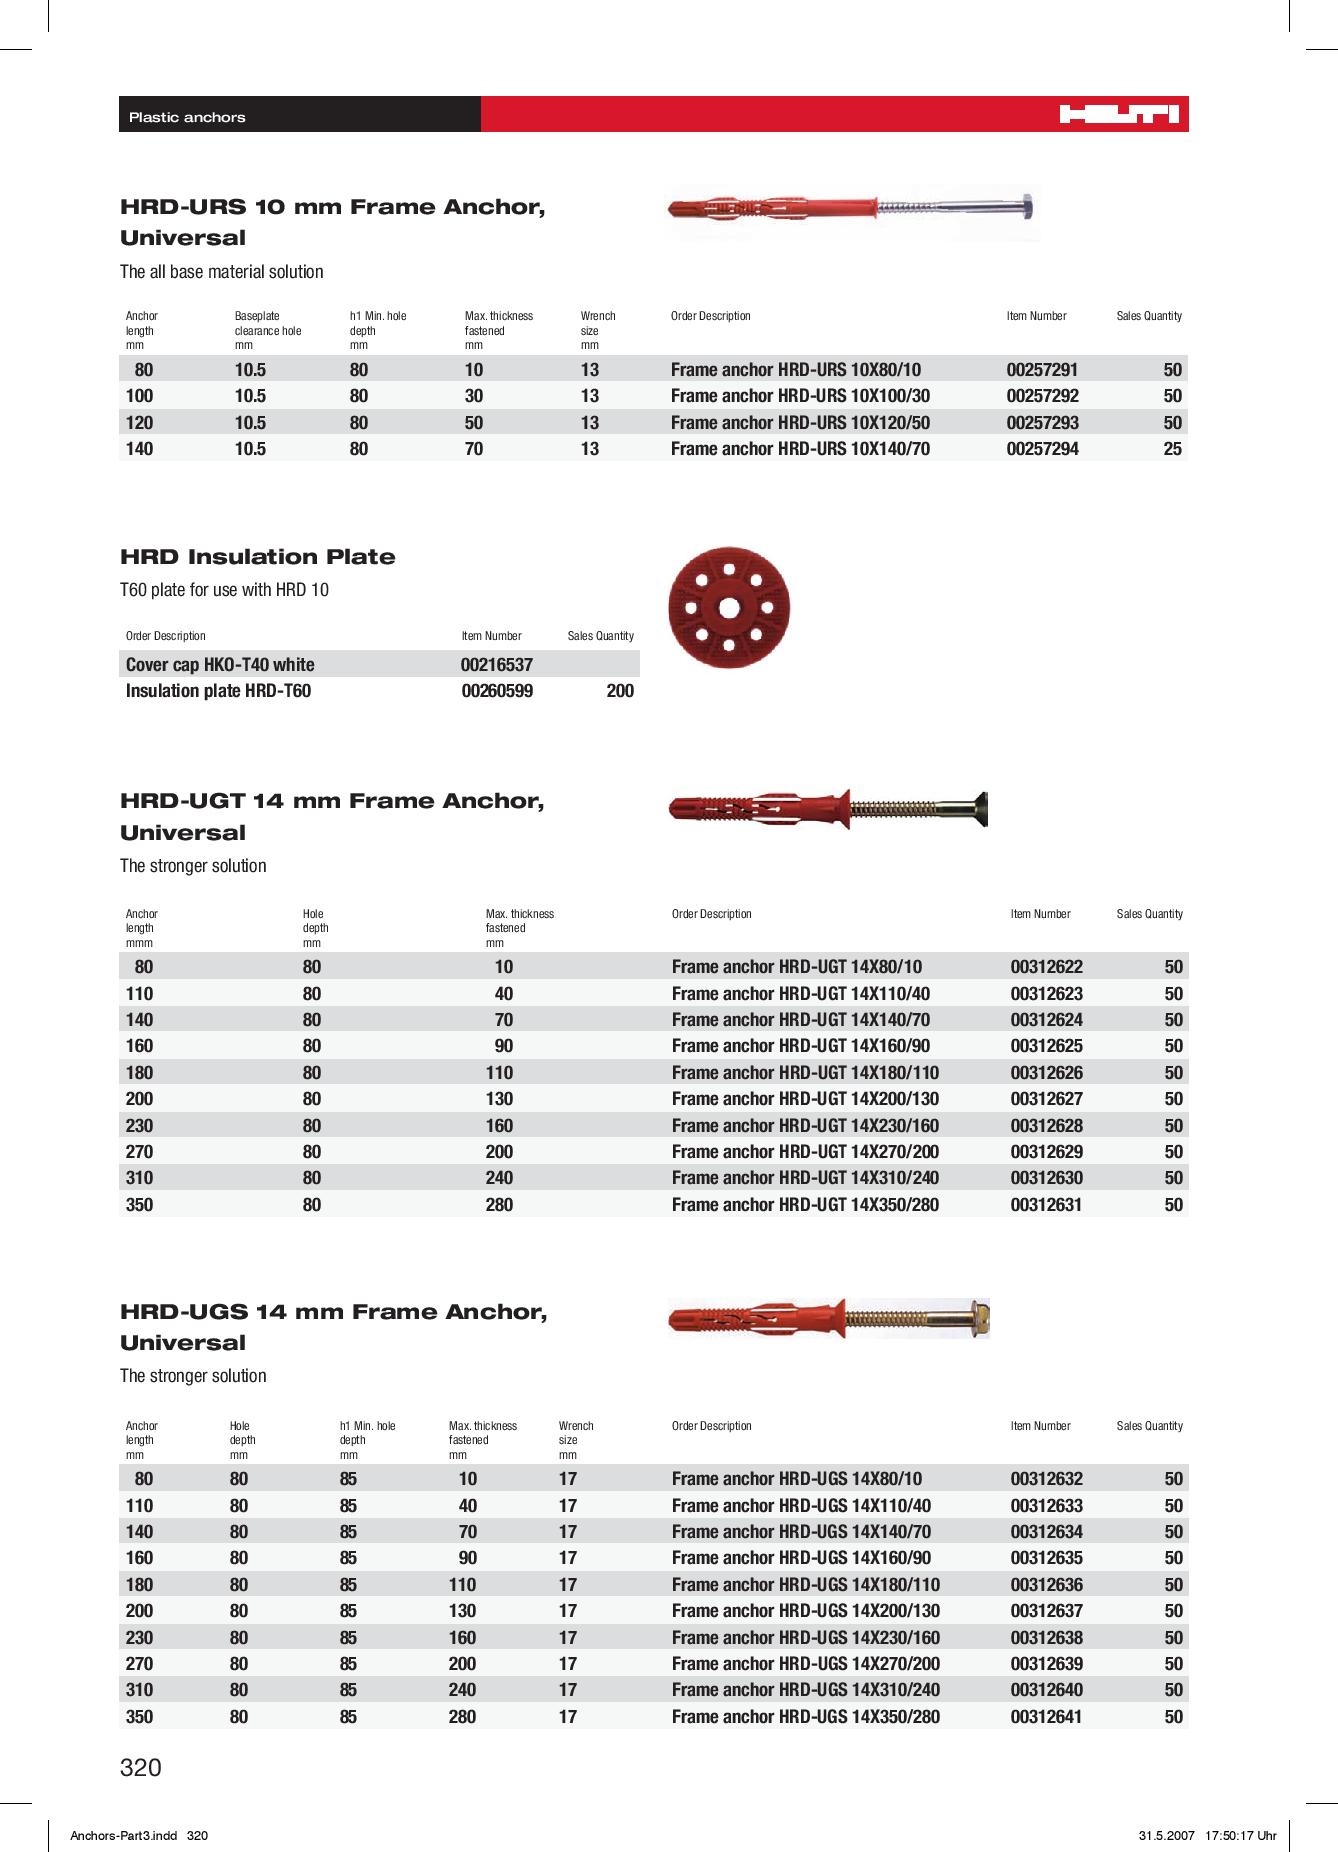 Plastic anchors
HILTI
HRD-URS 10 mm Frame Anchor,
Universal
The all base material solution
Anchor length mm Baseplate clearance hole mm h1 Min. hole depth mm Max. thickness fastened mm Wrench size mm Order Description Item Number Sales Quantity
80 10.5 80 10 13 Frame anchor HRD-URS 10X80/10 00257291 50
100 10.5 80 30 13 Frame anchor HRD-URS 10X100/30 00257292 50
120 10.5 80 50 13 Frame anchor HRD-URS 10X120/50 00257293 50
140 10.5 80 70 13 Frame anchor HRD-URS 10X140/70 00257294 25
HRD Insulation Plate
T60 plate for use with HRD 10
Order Description Item Number Sales Quantity
Cover cap HKO-T40 white 00216537
Insulation plate HRD-T60 00260599 200
HRD-UGT 14 mm Frame Anchor,
Universal
The stronger solution
Anchor length mmm Hole depth mm Max. thickness fastened mm Order Description Item Number Sales Quantity
80 80 10 Frame anchor HRD-UGT 14X80/10 00312622 50
110 80 40 Frame anchor HRD-UGT 14X110/40 00312623 50
140 80 70 Frame anchor HRD-UGT 14X140/70 00312624 50
160 80 90 Frame anchor HRD-UGT 14X160/90 00312625 50
180 80 110 Frame anchor HRD-UGT 14X180/110 00312626 50
200 80 130 Frame anchor HRD-UGT 14X200/130 00312627 50
230 80 160 Frame anchor HRD-UGT 14X230/160 00312628 50
270 80 200 Frame anchor HRD-UGT 14X270/200 00312629 50
310 80 240 Frame anchor HRD-UGT 14X310/240 00312630 50
350 80 280 Frame anchor HRD-UGT 14X350/280 00312631 50
HRD-UGS 14 mm Frame Anchor,
Universal
The stronger solution
Anchor length mm Hole depth mm h1 Min. hole depth mm Max. thickness fastened mm Wrench size mm Order Description Item Number Sales Quantity
80 80 85 10 17 Frame anchor HRD-UGS 14X80/10 00312632 50
110 80 85 40 17 Frame anchor HRD-UGS 14X110/40 00312633 50
140 80 85 70 17 Frame anchor HRD-UGS 14X140/70 00312634 50
160 80 85 90 17 Frame anchor HRD-UGS 14X160/90 00312635 50
180 80 85 110 17 Frame anchor HRD-UGS 14X180/110 00312636 50
200 80 85 130 17 Frame anchor HRD-UGS 14X200/130 00312637 50
230 80 85 160 17 Frame anchor HRD-UGS 14X230/160 00312638 50
270 80 85 200 17 Frame anchor HRD-UGS 14X270/200 00312639 50
310 80 85 240 17 Frame anchor HRD-UGS 14X310/240 00312640 50
350 80 85 280 17 Frame anchor HRD-UGS 14X350/280 00312641 50
320
Anchors-Part3.indd 320 31.5.2007 17:50:17 Uhr